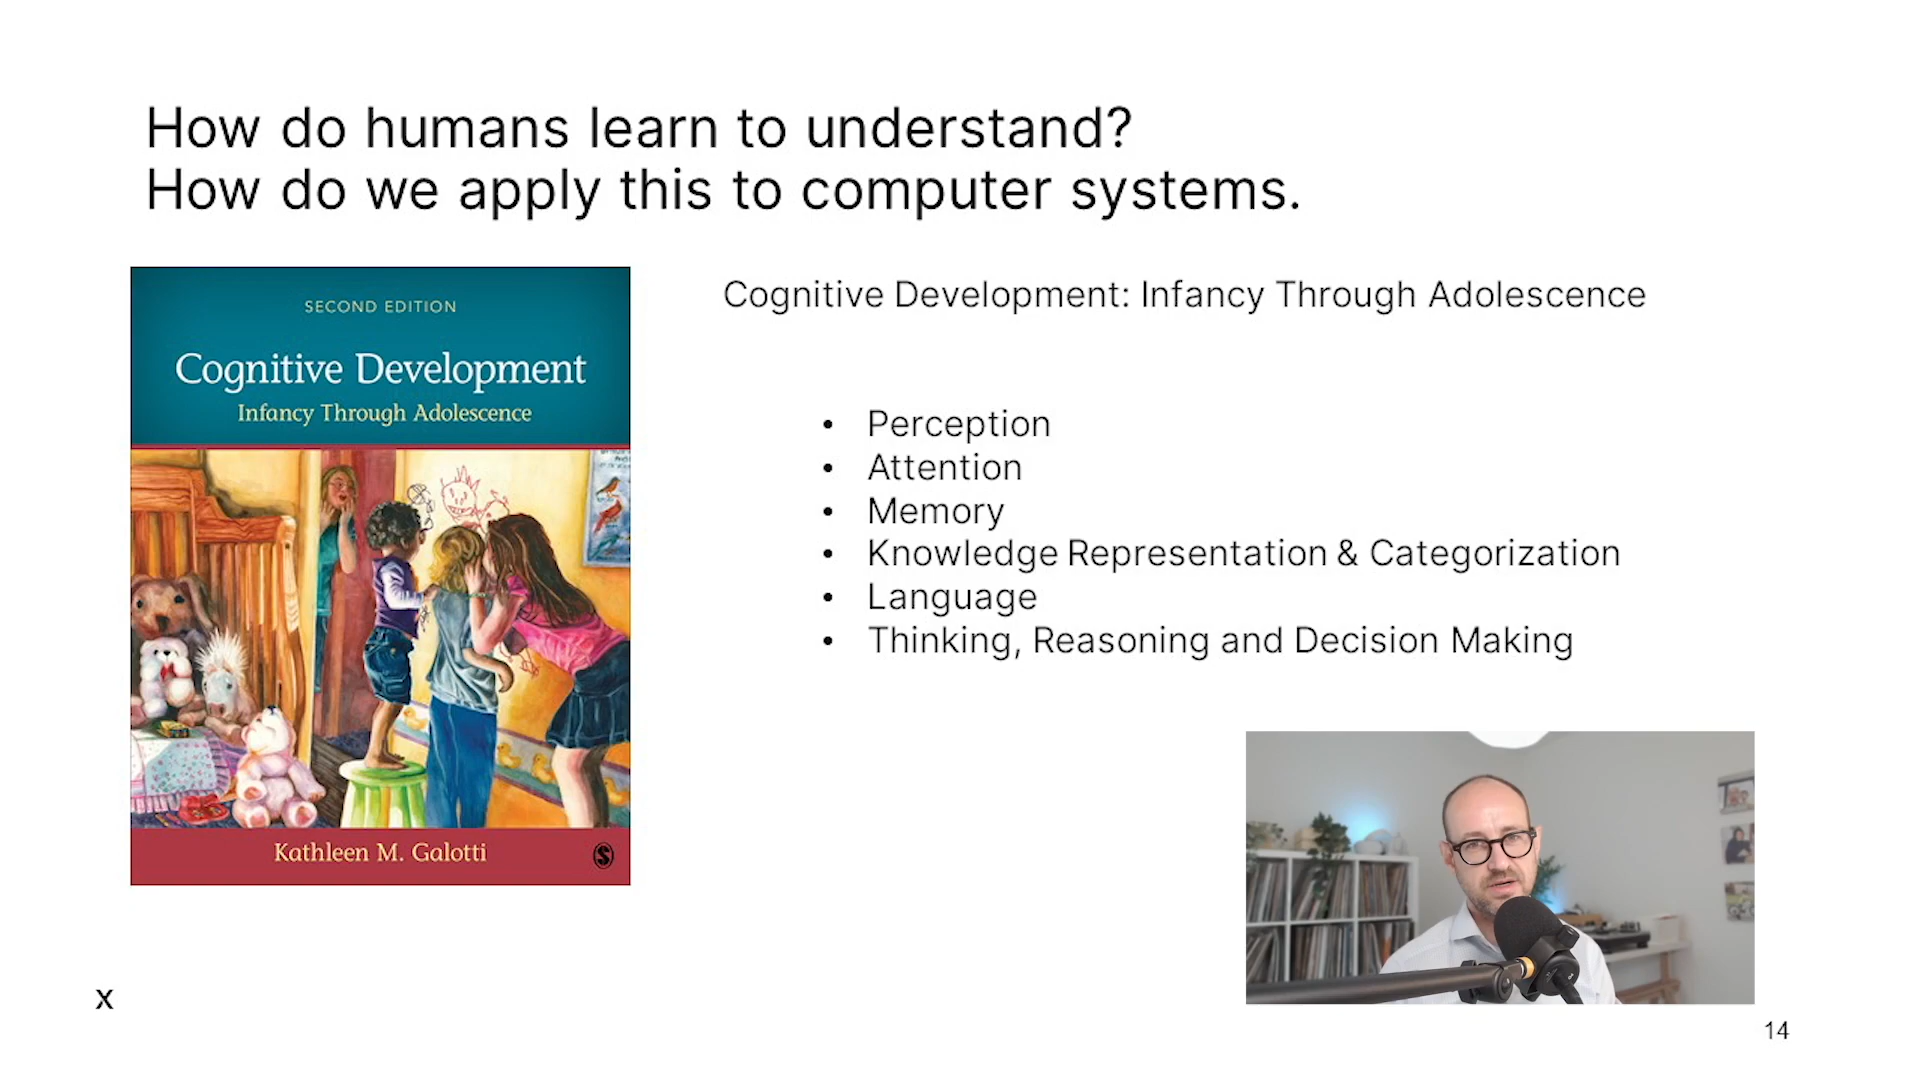 How do humans learn to understand?
How do we apply this to computer systems.
SECOND EDITION
Cognitive Development
Infancy Through Adolescence
Kathleen M. Galotti
S
Cognitive Development: Infancy Through Adolescence
• Perception
• Attention
• Memory
• Knowledge Representation & Categorization
• Language
• Thinking, Reasoning and Decision Making
x
14